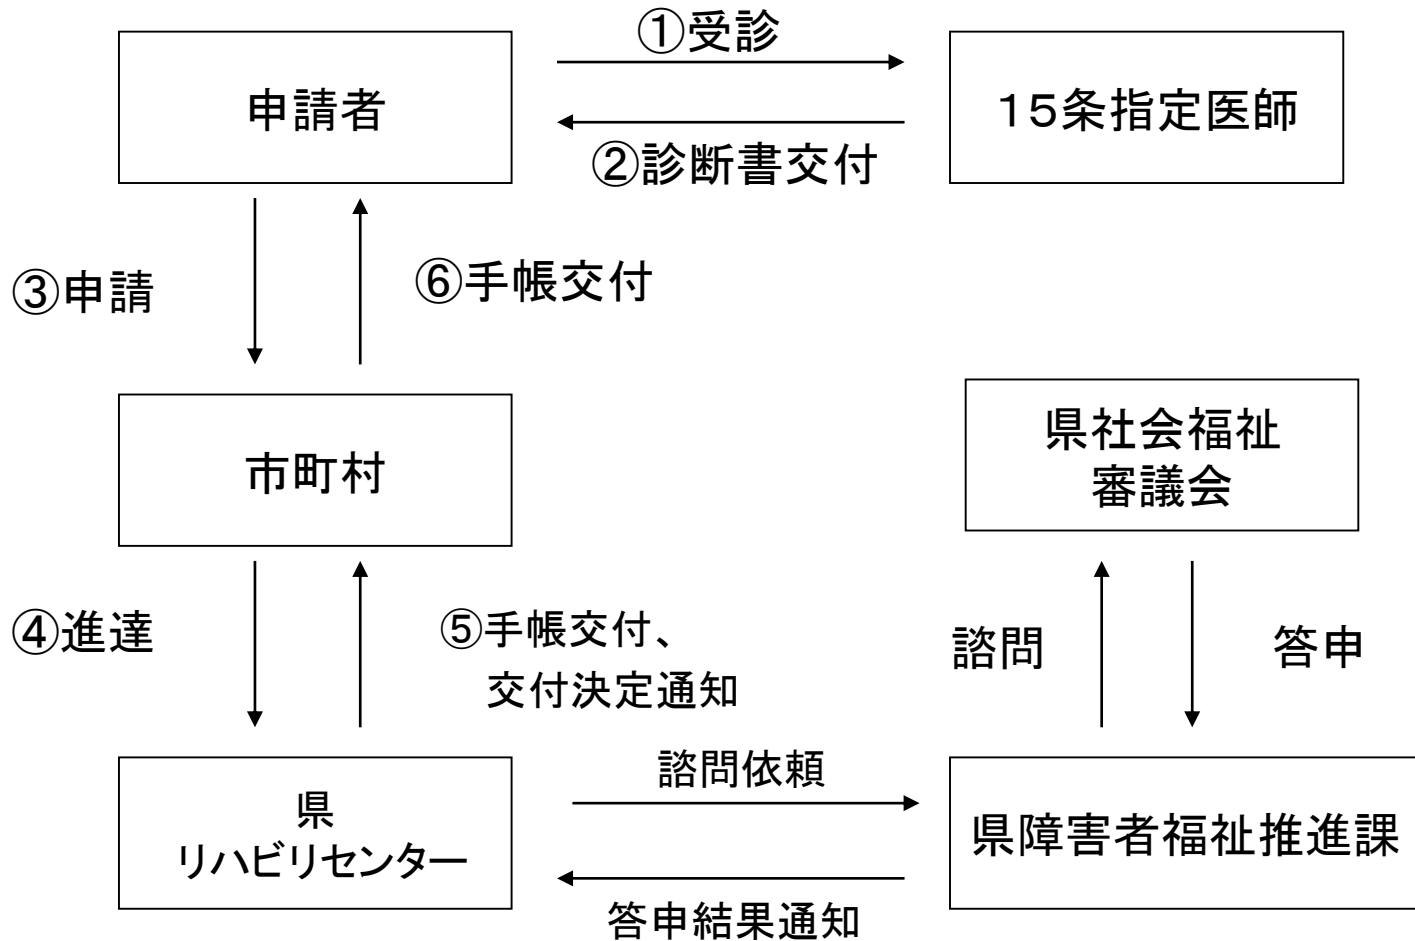 ①受診
申請者
15条指定医師
②診断書交付
③申請
⑥手帳交付
市町村
県社会福祉
審議会
④進達
⑤手帳交付、
交付決定通知
諮問
答申
県
リハビリセンター
諮問依頼
県障害者福祉推進課
答申結果通知